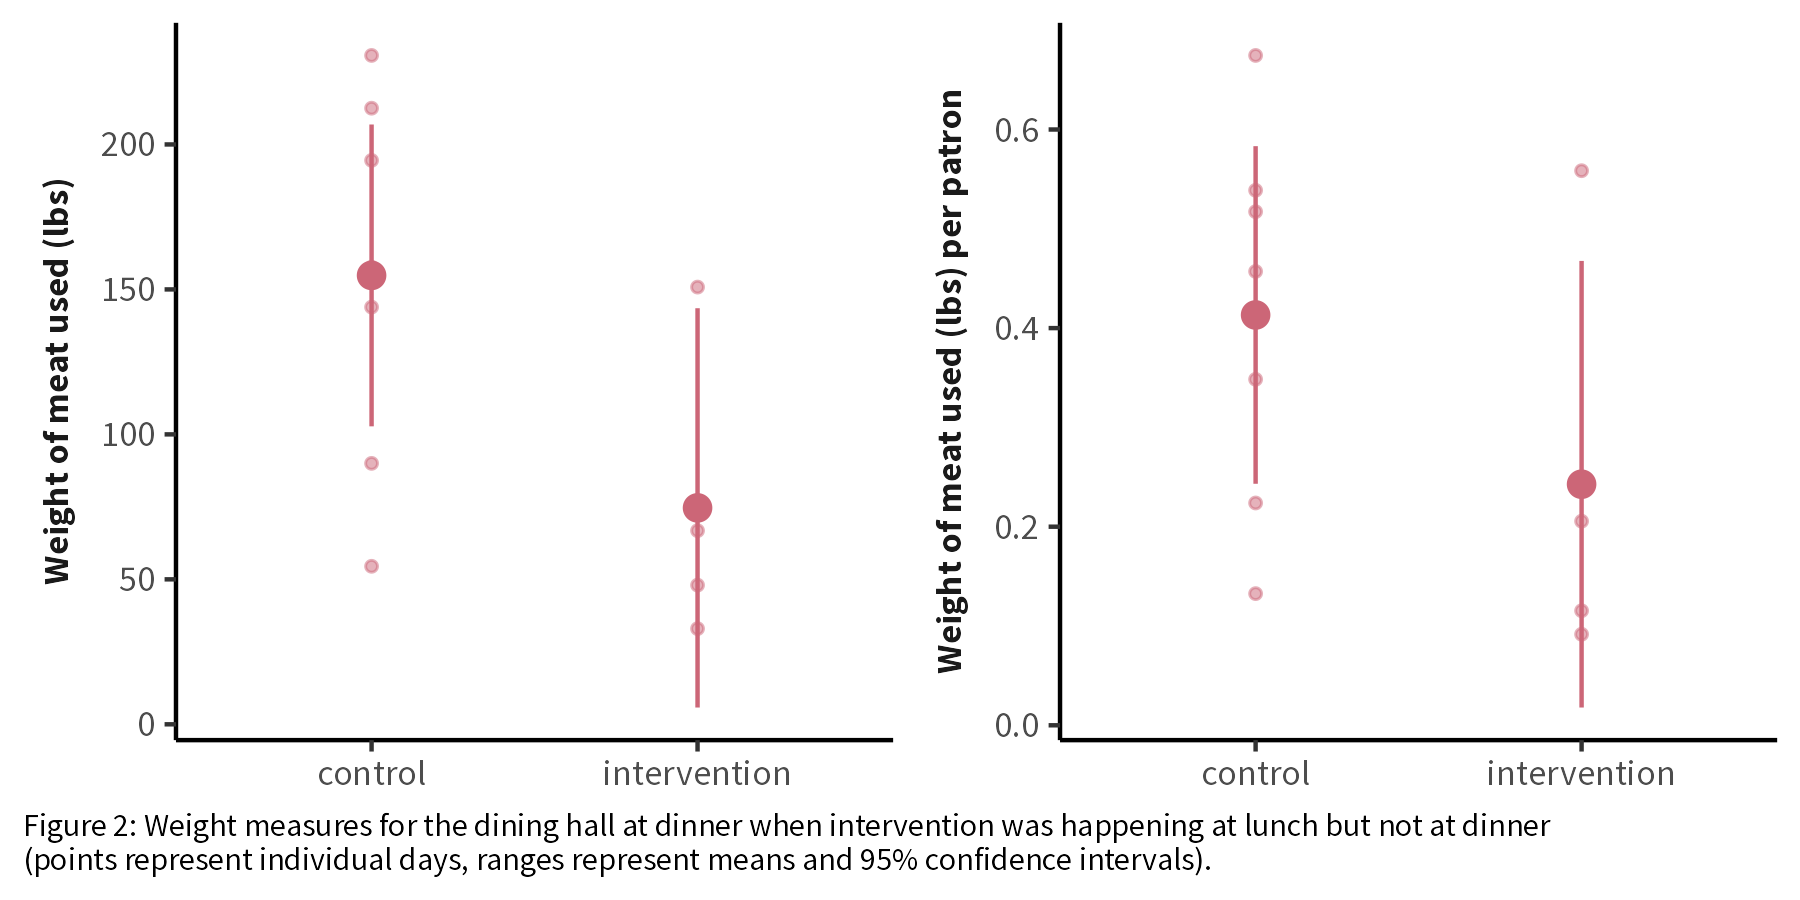 Weight of meat used (lbs)
200
150
100
50
0
control intervention
Weight of meat used (lbs) per patron
0.6
0.4
0.2
0.0
control intervention
Figure 2: Weight measures for the dining hall at dinner when intervention was happening at lunch but not at dinner
(points represent individual days, ranges represent means and 95% confidence intervals).